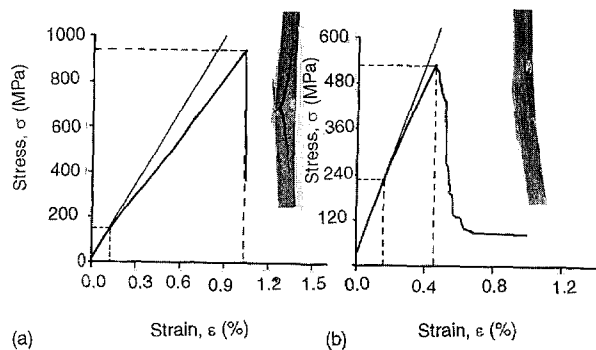 1000
800
600
400
200
0
Stress, σ (MPa)
0.0 0.3 0.6 0.9 1.2 1.5
Strain, ε (%)
(a)
600
480
360
240
120
Stress, σ (MPa)
0.0 0.4 0.8 1.2
Strain, ε (%)
(b)